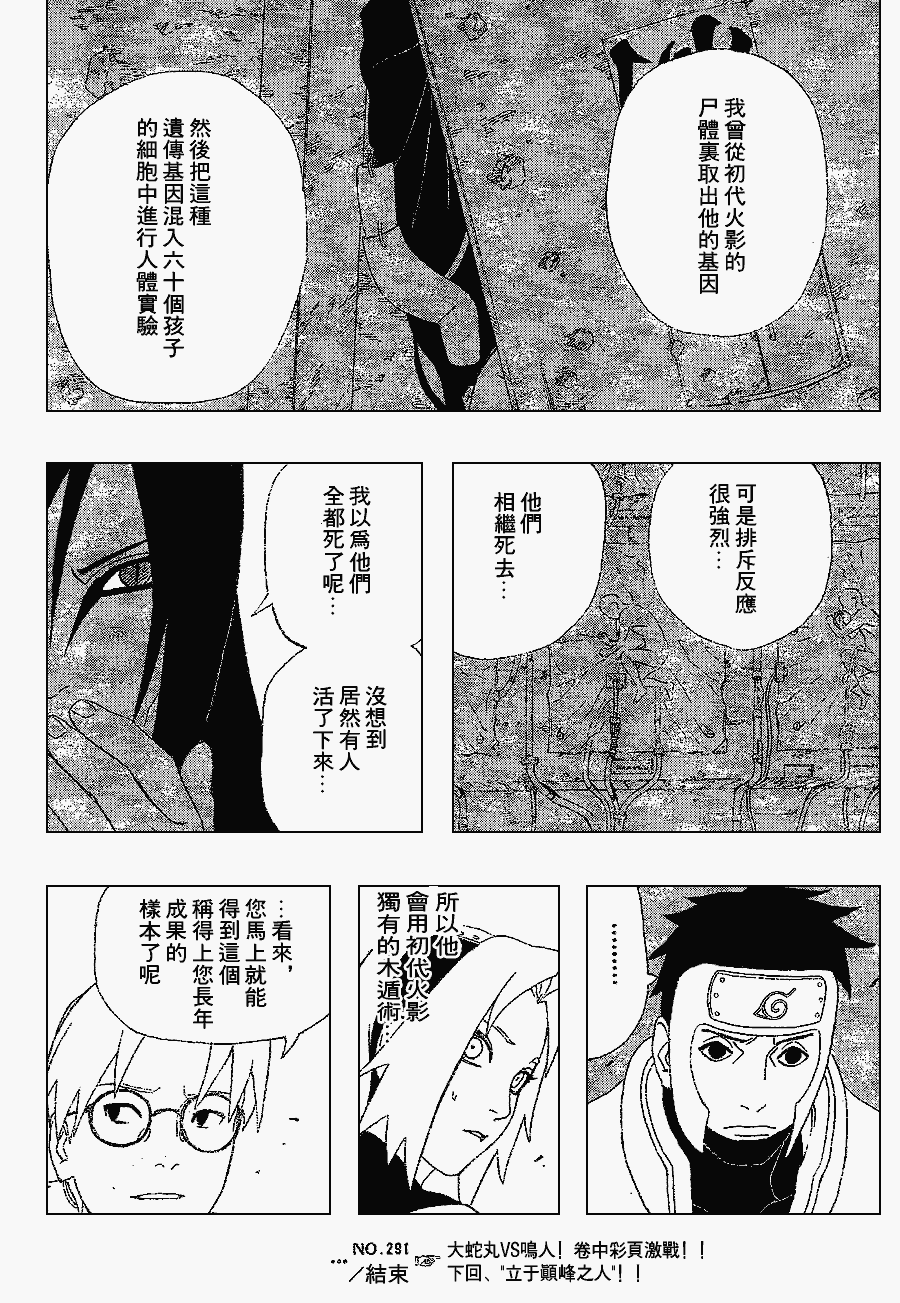 我曾從初代火影的
尸體裏取出他的基因
然後把這種
遺傳基因混入六十個孩子
的細胞中進行人體實驗
可是排斥反應
很強烈…
他們
相繼死去…
我以爲他們
全都死了呢…
沒想到
居然有人
活了下來…
………
所以他
會用初代火影
獨有的木遁術…
…看來，
您馬上就能
得到這個
稱得上您長年
成果的
樣本了呢
…NO.291
／結束
大蛇丸VS鳴人！卷中彩頁激戰！！
下回、"立于巔峰之人"！！